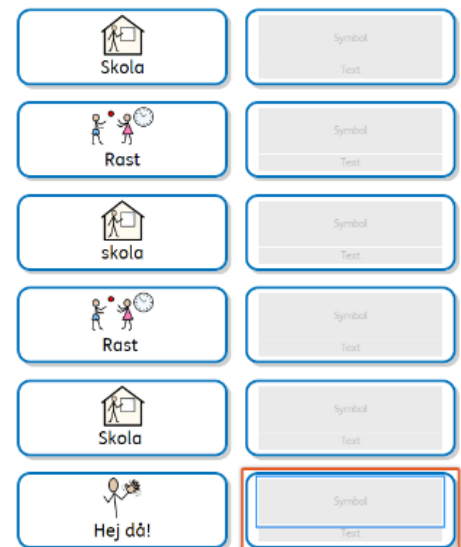 Skola
Symbol
Text
Rast
Symbol
Text
skola
Symbol
Text
Rast
Symbol
Text
Skola
Symbol
Text
Hej då!
Symbol
Text